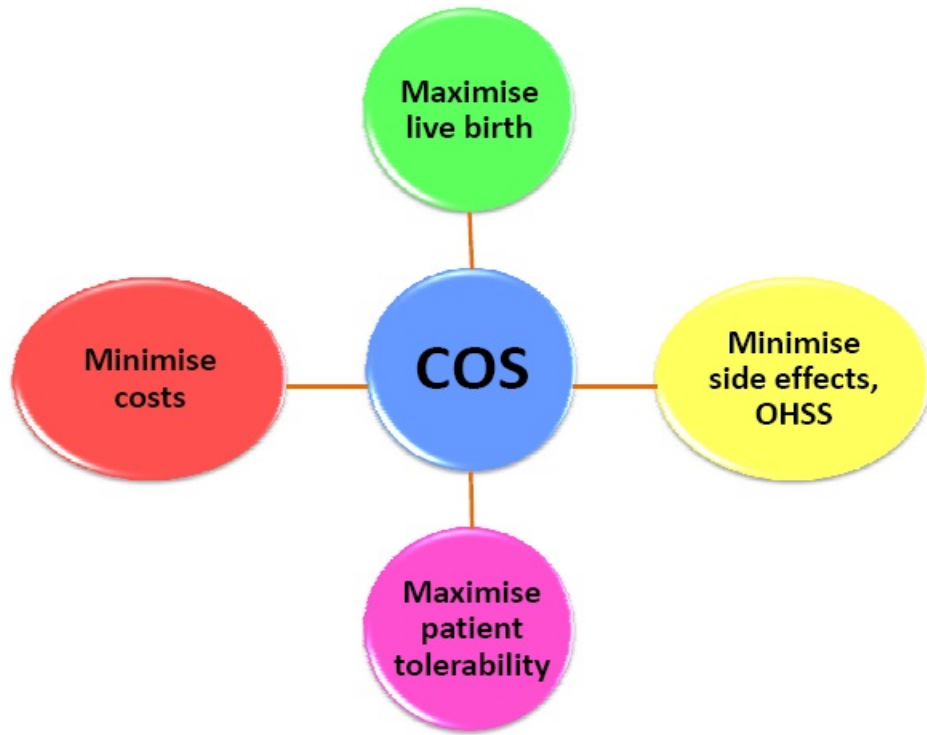 Maximise
live birth
Minimise
costs
COS
Minimise
side effects,
OHSS
Maximise
patient
tolerability